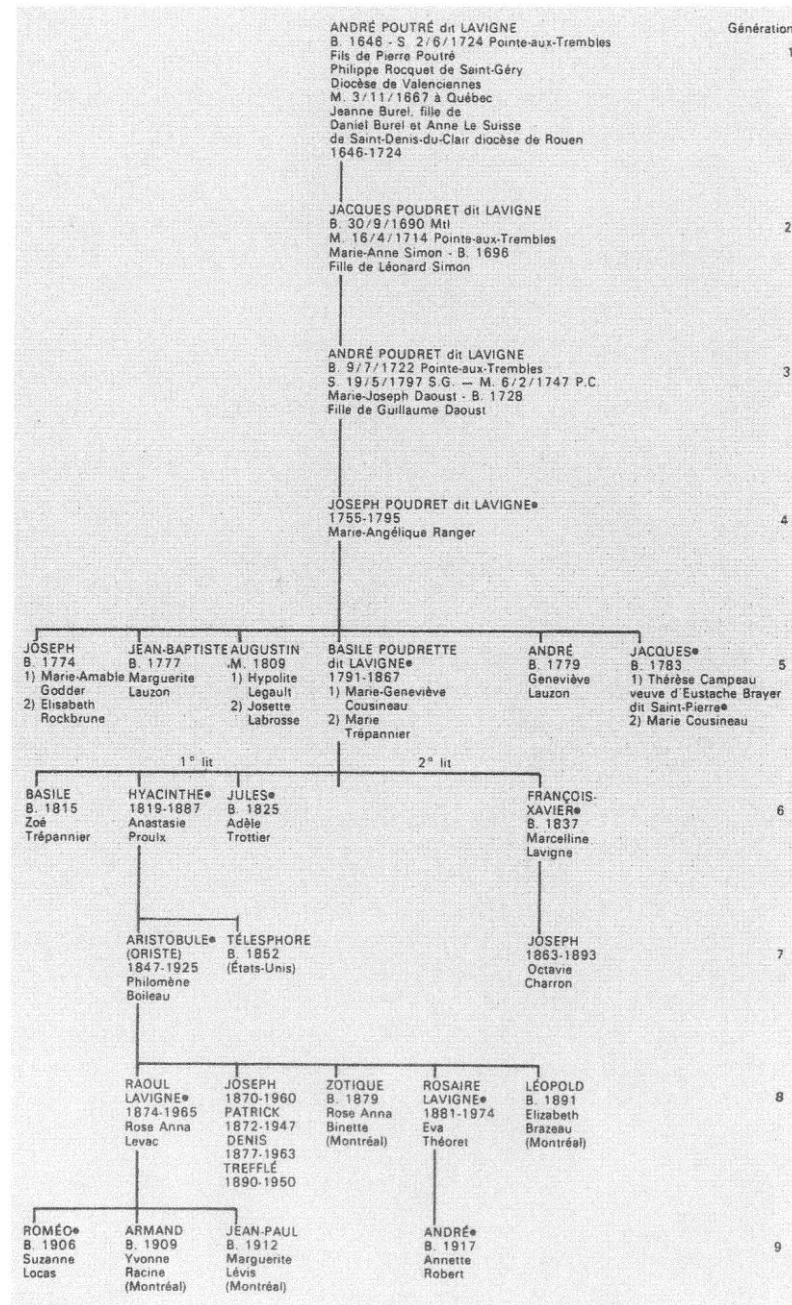 Génération
ANDRÉ POUTRÉ dit LAVIGNE
B. 1646 - S. 2/6/1724 Pointe-aux-Trembles
1
Fils de Pierre Poutré
Philippe Rocquet de Saint-Géry
Diocèse de Valenciennes
M. 3/11/1667 à Québec
Jeanne Burel, fille de
Daniel Burel et Anne Le Suisse
de Saint-Denis-du-Clair diocèse de Rouen
1646-1724
JACQUES POUDRET dit LAVIGNE
B. 30/9/1690 Mtl
2
M. 16/4/1714 Pointe-aux-Trembles
Marie-Anne Simon - B. 1696
Fille de Léonard Simon
ANDRÉ POUDRET dit LAVIGNE
B. 9/7/1722 Pointe-aux-Trembles
3
S. 19/5/1797 S.G. — M. 6/2/1747 P.C.
Marie-Joseph Daoust - B. 1728
Fille de Guillaume Daoust
JOSEPH POUDRET dit LAVIGNE●
1755-1795
4
Marie-Angélique Ranger
JOSEPH
B. 1774
1) Marie-Amable
Godder
2) Elisabeth
Rockbrune
JEAN-BAPTISTE
B. 1777
Marguerite
Lauzon
AUGUSTIN
M. 1809
1) Hypolite
Legault
2) Josette
Labrosse
BASILE POUDRETTE
dit LAVIGNE●
1791-1867
1) Marie-Geneviève
Cousineau
2) Marie
Trépannier
ANDRÉ
B. 1779
Geneviève
Lauzon
JACQUES●
B. 1783
1) Thérèse Campeau
veuve d'Eustache Brayer
dit Saint-Pierre●
2) Marie Cousineau
5
1° lit
2° lit
BASILE
B. 1815
Zoé
Trépannier
HYACINTHE●
1819-1887
Anastasie
Proulx
JULES●
B. 1825
Adèle
Trottier
FRANÇOIS-
XAVIER●
B. 1837
Marcelline
Lavigne
6
ARISTOBULE●
(ORISTE)
1847-1925
Philomène
Boileau
TÉLESPHORE
B. 1852
(États-Unis)
JOSEPH
1863-1893
Octavie
Charron
7
RAOUL
LAVIGNE●
1874-1965
Rose Anna
Levac
JOSEPH
1870-1960
PATRICK
1872-1947
DENIS
1877-1963
TREFFLÉ
1890-1950
ZOTIQUE
B. 1879
Rose Anna
Binette
(Montréal)
ROSAIRE
LAVIGNE●
1881-1974
Eva
Théoret
LÉOPOLD
B. 1891
Elizabeth
Brazeau
(Montréal)
8
ROMÉO●
B. 1906
Suzanne
Locas
ARMAND
B. 1909
Yvonne
Racine
(Montréal)
JEAN-PAUL
B. 1912
Marguerite
Lévis
(Montréal)
ANDRÉ●
B. 1917
Annette
Robert
9